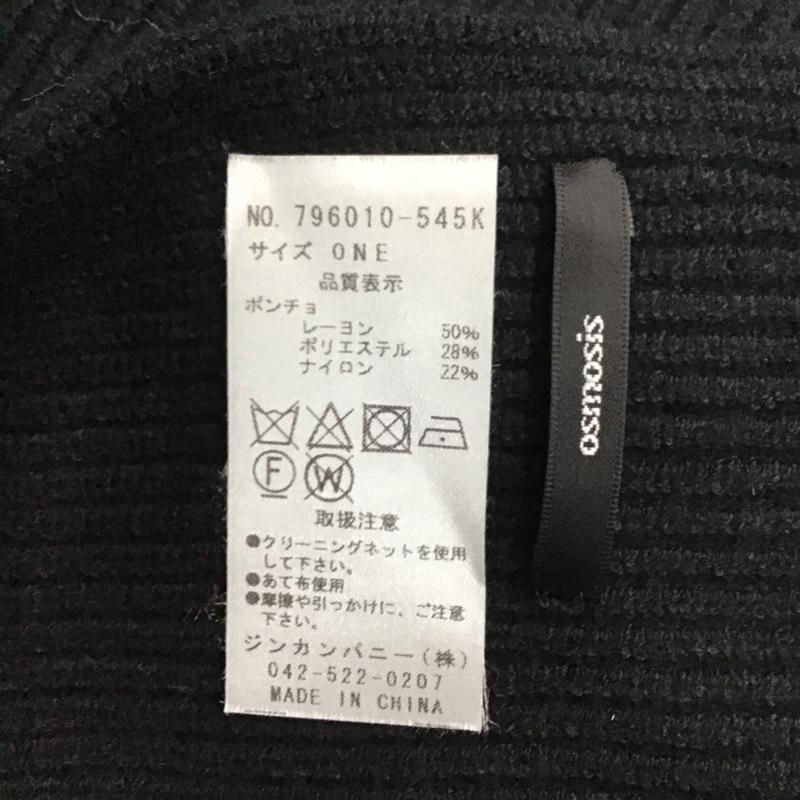 NO. 796010-545K
サイズ ONE
品質表示
ポンチョ
レーヨン 50%
ポリエステル 28%
ナイロン 22%
F W
取扱注意
●クリーニングネットを使用
して下さい。
●あて布使用
●摩擦や引っかけに、ご注意
下さい。
ジンカンパニー(株)
042-522-0207
MADE IN CHINA
osmosis